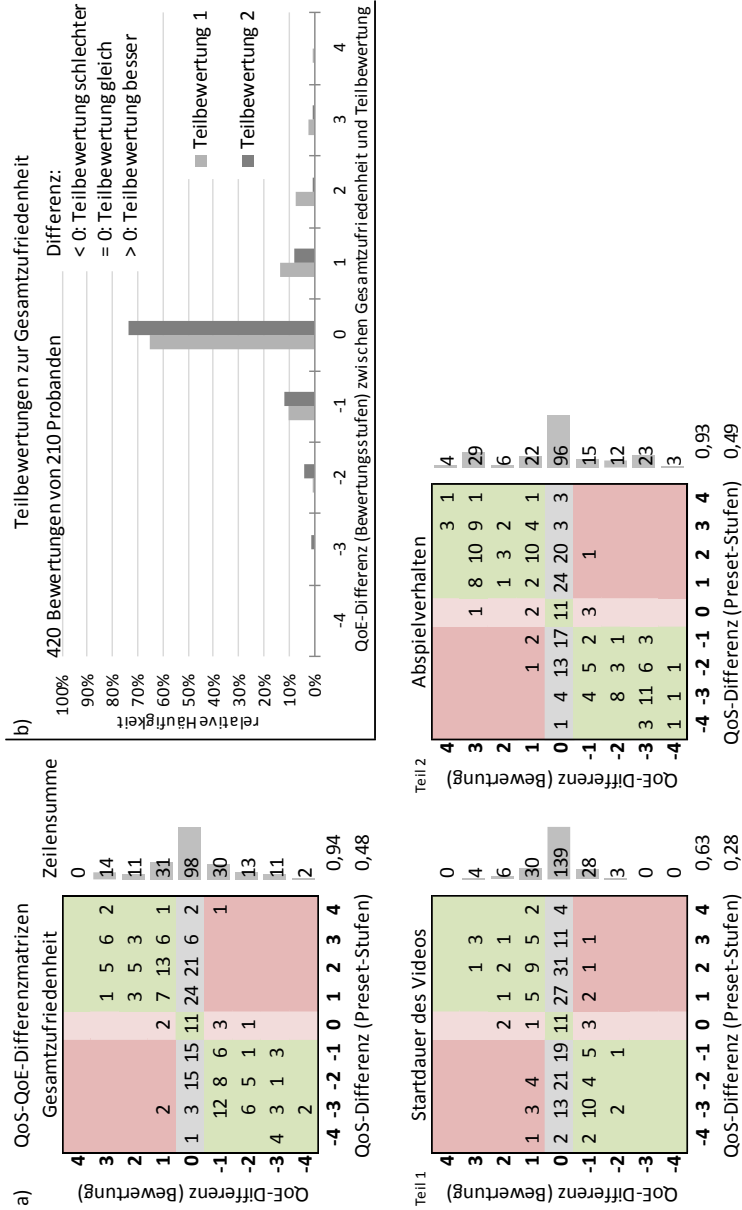 a)
QoS-QoE-Differenzmatrizen
Gesamtzufriedenheit
Zeilensumme
QoE-Differenz (Bewertung)
4 0
3 1 5 6 2 14
2 3 5 3 11
1 2 2 7 13 6 1 31
0 1 3 15 15 11 24 21 6 2 98
-1 12 8 6 3 1 30
-2 6 5 1 1 13
-3 4 3 1 3 11
-4 2 2
-4 -3 -2 -1 0 1 2 3 4 0,94
QoS-Differenz (Preset-Stufen) 0,48
b)
Teilbewertungen zur Gesamtzufriedenheit
420 Bewertungen von 210 Probanden
Differenz:
< 0: Teilbewertung schlechter
= 0: Teilbewertung gleich
> 0: Teilbewertung besser
Teilbewertung 1
Teilbewertung 2
relative Häufigkeit
100%
90%
80%
70%
60%
50%
40%
30%
20%
10%
0%
-4 -3 -2 -1 0 1 2 3 4
QoE-Differenz (Bewertungsstufen) zwischen Gesamtzufriedenheit und Teilbewertung
Teil 1
Startdauer des Videos
QoE-Differenz (Bewertung)
4 0
3 1 3 4
2 2 1 2 1 6
1 1 3 4 1 5 9 5 2 30
0 2 13 21 19 11 27 31 11 4 139
-1 2 10 4 5 3 2 1 1 28
-2 2 1 3
-3 0
-4 0
-4 -3 -2 -1 0 1 2 3 4 0,63
QoS-Differenz (Preset-Stufen) 0,28
Teil 2
Abspielverhalten
QoE-Differenz (Bewertung)
4 3 1 4
3 1 8 10 9 1 29
2 1 3 2 6
1 1 2 2 2 10 4 1 22
0 1 4 13 17 11 24 20 3 3 96
-1 4 5 2 3 1 15
-2 8 3 1 12
-3 3 11 6 3 23
-4 1 1 1 3
-4 -3 -2 -1 0 1 2 3 4 0,93
QoS-Differenz (Preset-Stufen) 0,49